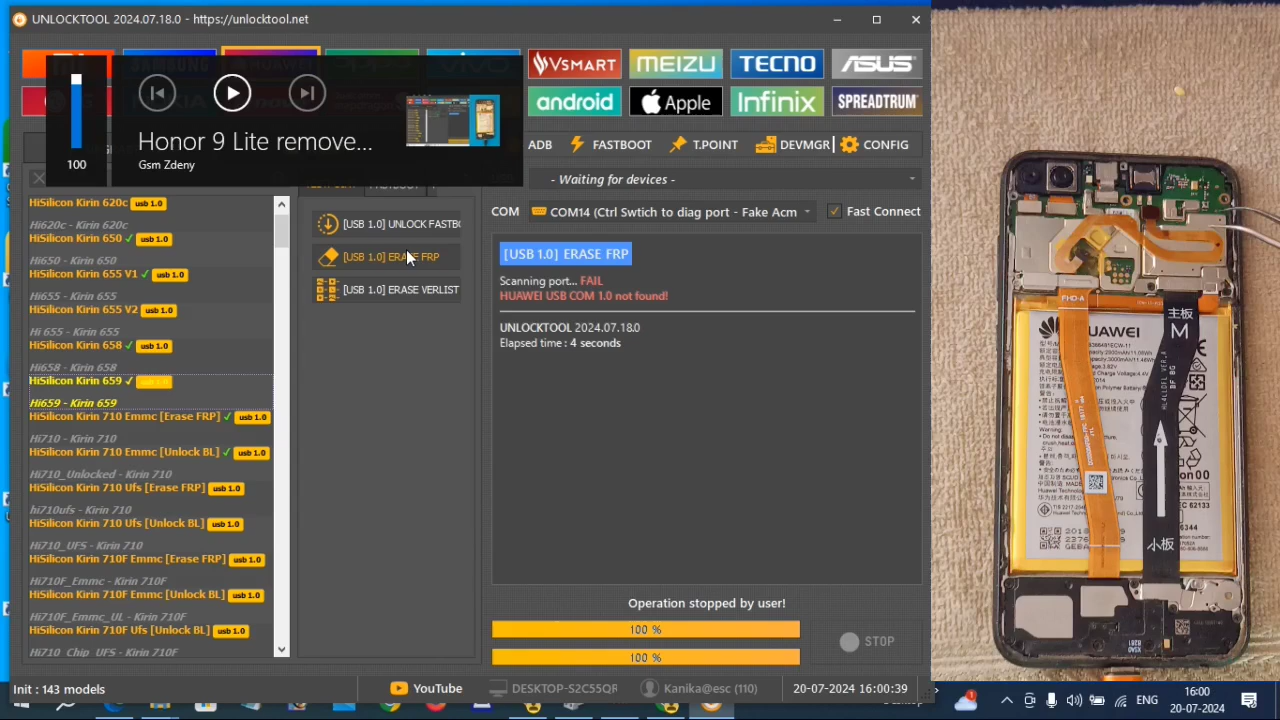 UNLOCKTOOL 2024.07.18.0 - https://unlocktool.net
VSMART
MEIZU
TECNO
ASUS
android
Apple
Infinix
SPREADTRUM
100
Honor 9 Lite remove...
Gsm Zdeny
ADB
FASTBOOT
T.POINT
DEVMGR
CONFIG
- Waiting for devices -
COM
COM14 (Ctrl Swtich to diag port - Fake Acm
Fast Connect
HiSilicon Kirin 620c usb 1.0
Hi620c - Kirin 620c
HiSilicon Kirin 650 ✓ usb 1.0
Hi650 - Kirin 650
HiSilicon Kirin 655 V1 ✓ usb 1.0
Hi655 - Kirin 655
HiSilicon Kirin 655 V2 usb 1.0
Hi 655 - Kirin 655
HiSilicon Kirin 658 ✓ usb 1.0
Hi658 - Kirin 658
HiSilicon Kirin 659 ✓ usb 1.0
Hi659 - Kirin 659
HiSilicon Kirin 710 Emmc [Erase FRP] ✓ usb 1.0
Hi710 - Kirin 710
HiSilicon Kirin 710 Emmc [Unlock BL] ✓ usb 1.0
Hi710_Unlocked - Kirin 710
HiSilicon Kirin 710 Ufs [Erase FRP] usb 1.0
hi710ufs - Kirin 710
HiSilicon Kirin 710 Ufs [Unlock BL] usb 1.0
Hi710_UFS - Kirin 710
HiSilicon Kirin 710F Emmc [Erase FRP] usb 1.0
Hi710F_Emmc - Kirin 710F
HiSilicon Kirin 710F Emmc [Unlock BL] usb 1.0
Hi710F_Emmc_UL - Kirin 710F
HiSilicon Kirin 710F Ufs [Unlock BL] usb 1.0
Hi710_Chip_UFS - Kirin 710F
[USB 1.0] UNLOCK FASTBO
[USB 1.0] ERASE FRP
[USB 1.0] ERASE VERLIST
[USB 1.0] ERASE FRP
Scanning port... FAIL
HUAWEI USB COM 1.0 not found!
UNLOCKTOOL 2024.07.18.0
Elapsed time : 4 seconds
Operation stopped by user!
100 %
STOP
100 %
Init : 143 models
YouTube
DESKTOP-S2C55QR
Kanika@esc (110)
20-07-2024 16:00:39
FHD-A
主板
M
HUAWEI
小板
ENG
16:00
20-07-2024
1